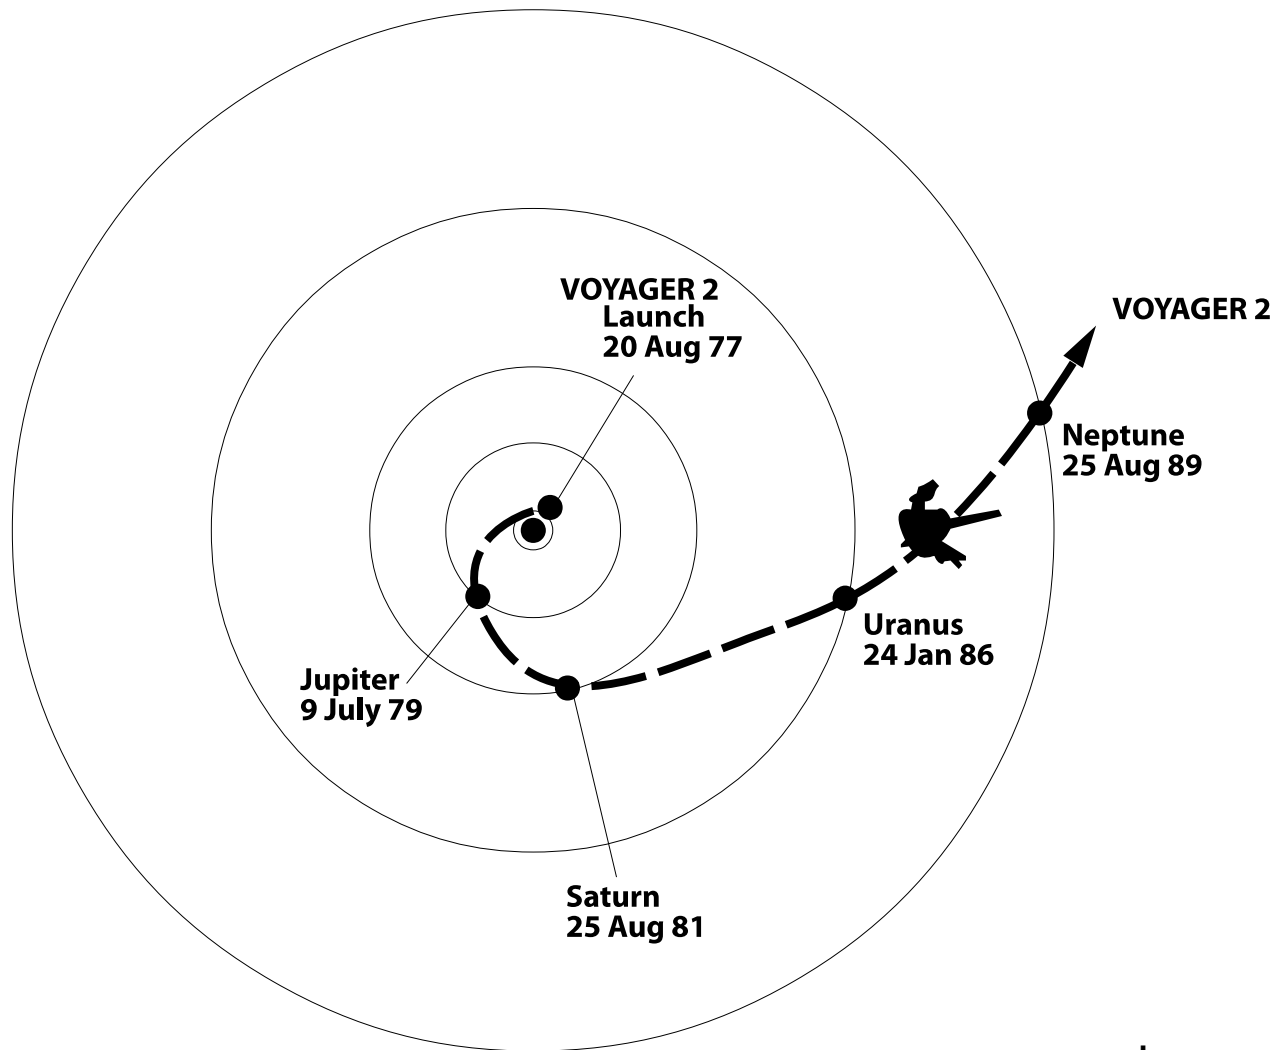 VOYAGER 2
Launch
20 Aug 77
VOYAGER 2
Neptune
25 Aug 89
Uranus
24 Jan 86
Jupiter
9 July 79
Saturn
25 Aug 81